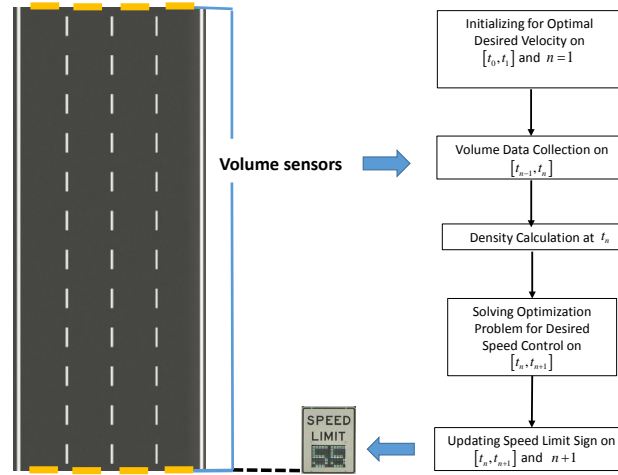 Initializing for Optimal
Desired Velocity on
[t₀, t₁] and n = 1
Volume sensors
Volume Data Collection on
[tₙ₋₁, tₙ]
Density Calculation at tₙ
Solving Optimization
Problem for Desired
Speed Control on
[tₙ, tₙ₊₁]
SPEED
LIMIT
55
Updating Speed Limit Sign on
[tₙ, tₙ₊₁] and n + 1